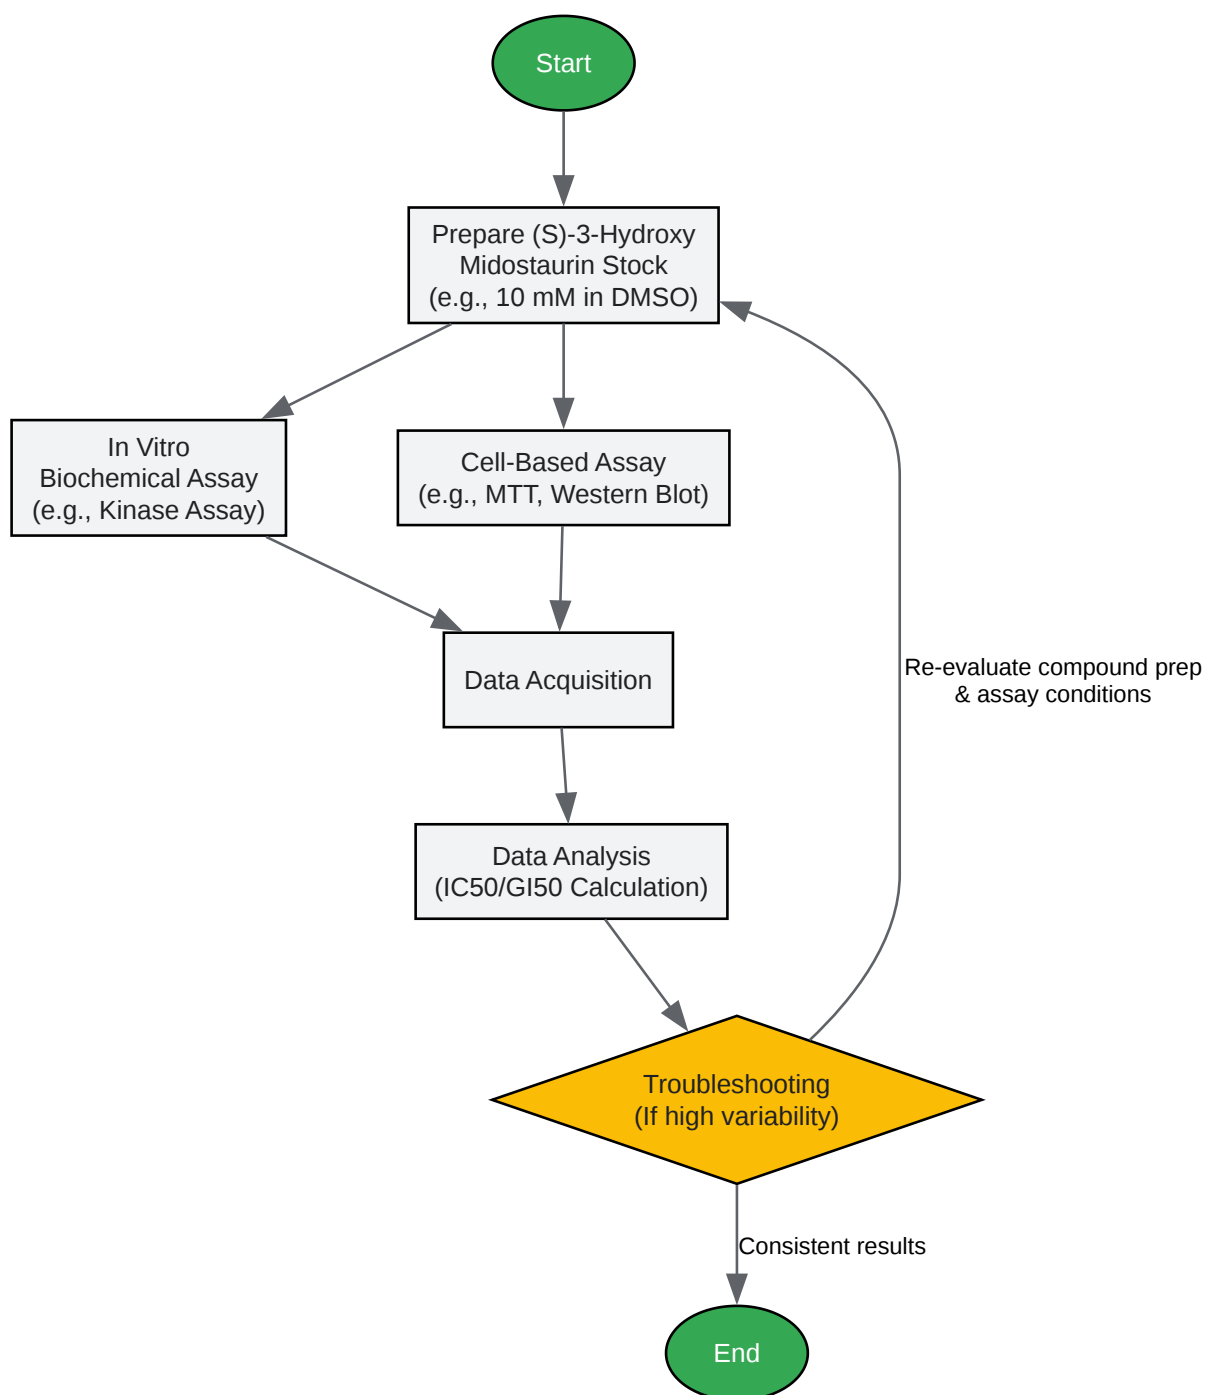 Start
Prepare (S)-3-Hydroxy
Midostaurin Stock
(e.g., 10 mM in DMSO)
In Vitro
Biochemical Assay
(e.g., Kinase Assay)
Cell-Based Assay
(e.g., MTT, Western Blot)
Data Acquisition
Re-evaluate compound prep
& assay conditions
Data Analysis
(IC50/GI50 Calculation)
Troubleshooting
(If high variability)
Consistent results
End